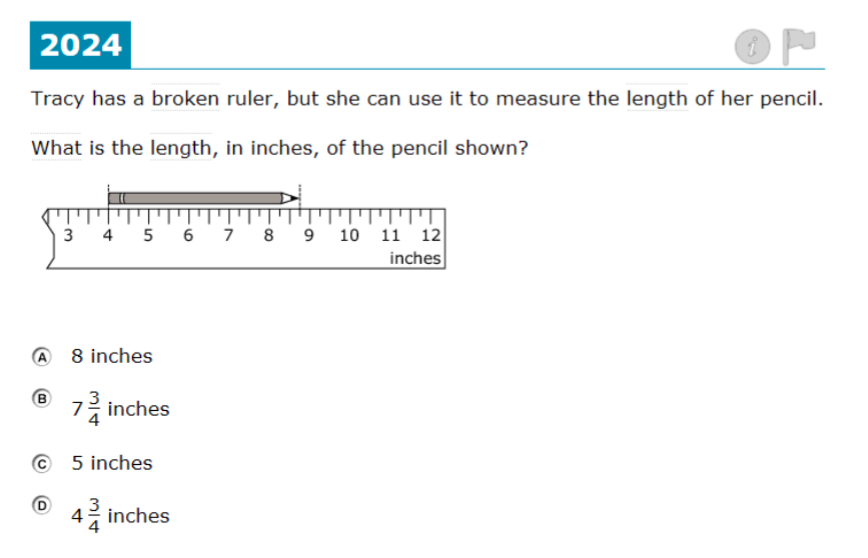 2024
i
Tracy has a broken ruler, but she can use it to measure the length of her pencil.
What is the length, in inches, of the pencil shown?
3 4 5 6 7 8 9 10 11 12
inches
A 8 inches
B 7 3/4 inches
C 5 inches
D 4 3/4 inches